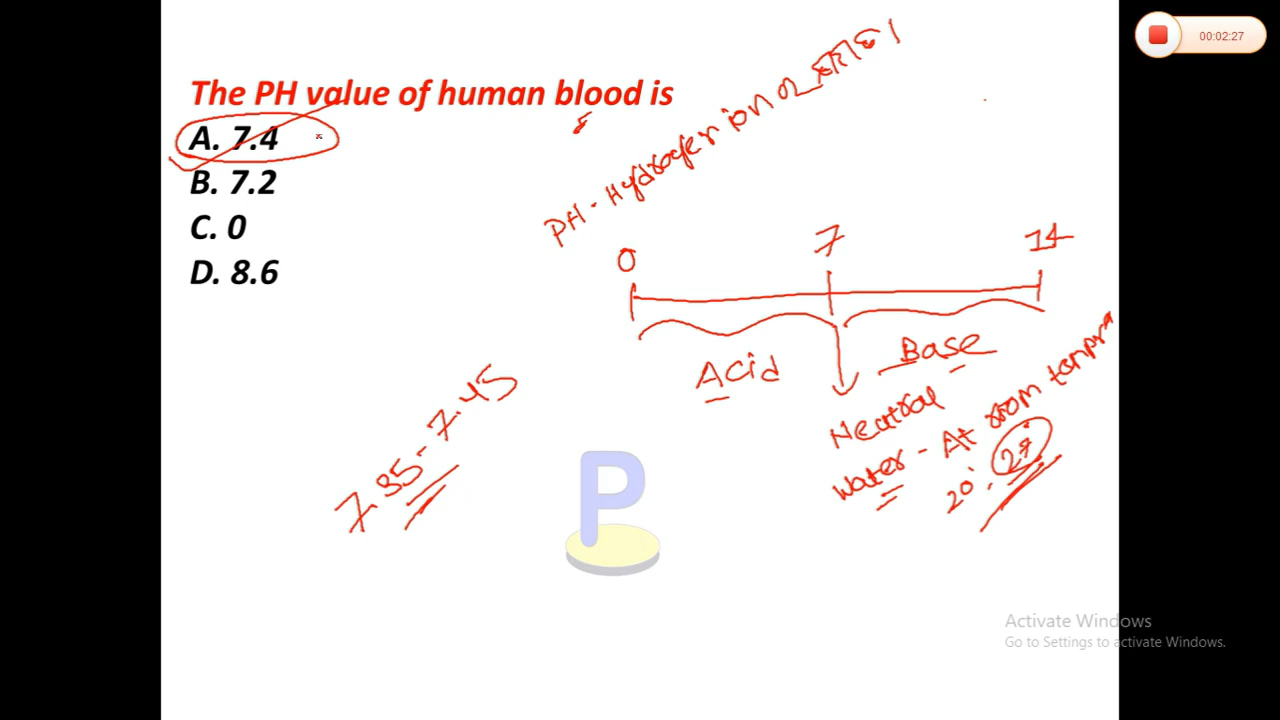 00:02:27
The PH value of human blood is
A. 7.4
B. 7.2
C. 0
D. 8.6
PH - Hydrogen ion
0 7 14
Acid Base
Neutral
Water - At room
20°
7.35 - 7.45
P
Activate Windows
Go to Settings to activate Windows.